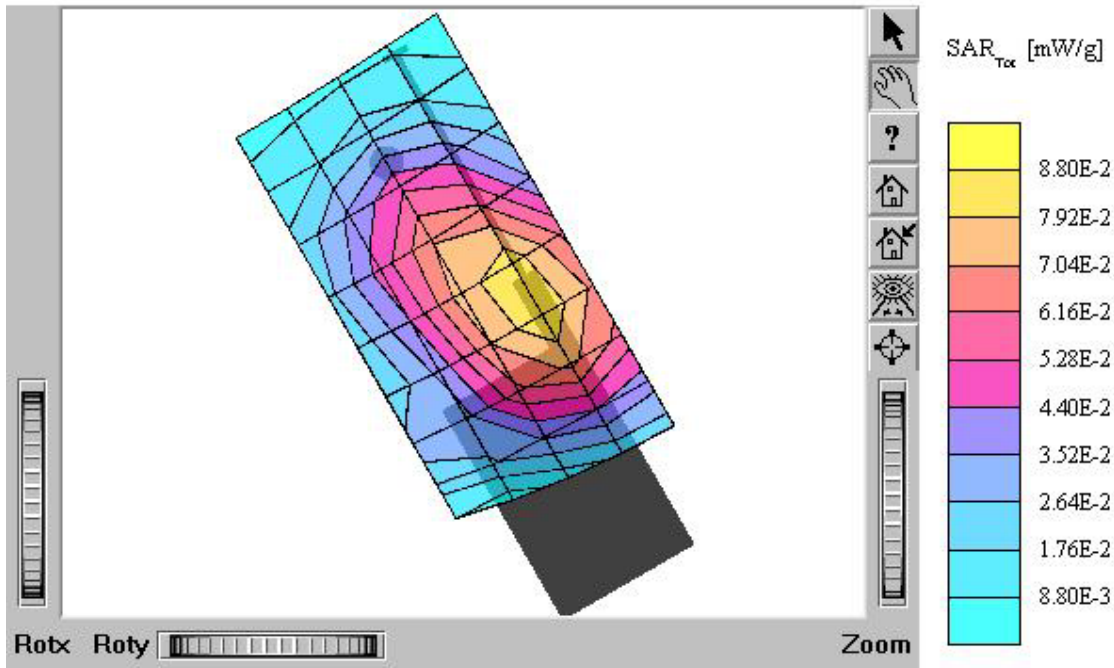 SAR_Tot [mW/g]
?
8.80E-2
7.92E-2
7.04E-2
6.16E-2
5.28E-2
4.40E-2
3.52E-2
2.64E-2
1.76E-2
8.80E-3
Rotx Roty Zoom